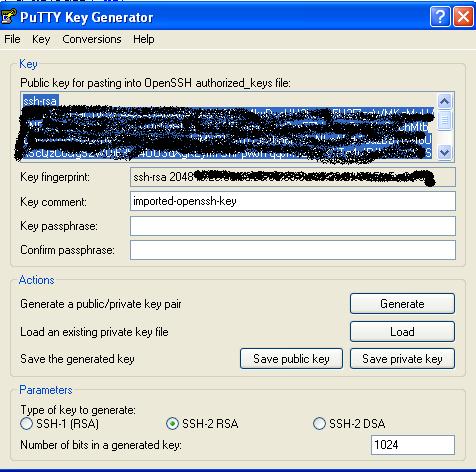 PuTTY Key Generator
File Key Conversions Help
Key
Public key for pasting into OpenSSH authorized_keys file:
ssh-rsa
Key fingerprint: ssh-rsa 2048
Key comment: imported-openssh-key
Key passphrase:
Confirm passphrase:
Actions
Generate a public/private key pair Generate
Load an existing private key file Load
Save the generated key Save public key Save private key
Parameters
Type of key to generate:
SSH-1 (RSA) SSH-2 RSA SSH-2 DSA
Number of bits in a generated key: 1024